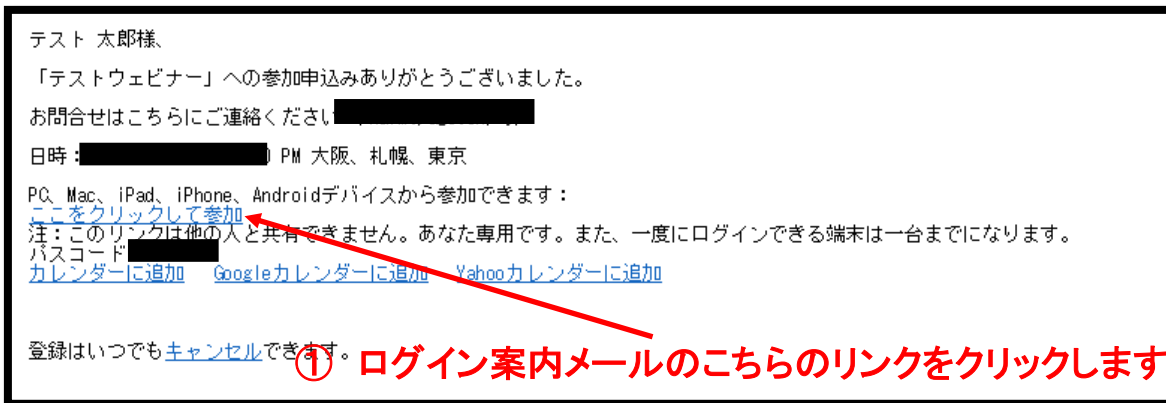 テスト 太郎様、
「テストウェビナー」への参加申込みありがとうございました。
お問合せはこちらにご連絡ください
日時: PM 大阪、札幌、東京
PC、Mac、iPad、iPhone、Androidデバイスから参加できます:
ここをクリックして参加
注:このリンクは他の人と共有できません。あなた専用です。また、一度にログインできる端末は一台までになります。
パスコード
カレンダーに追加 Googleカレンダーに追加 Yahooカレンダーに追加
登録はいつでもキャンセルできます。
① ログイン案内メールのこちらのリンクをクリックします